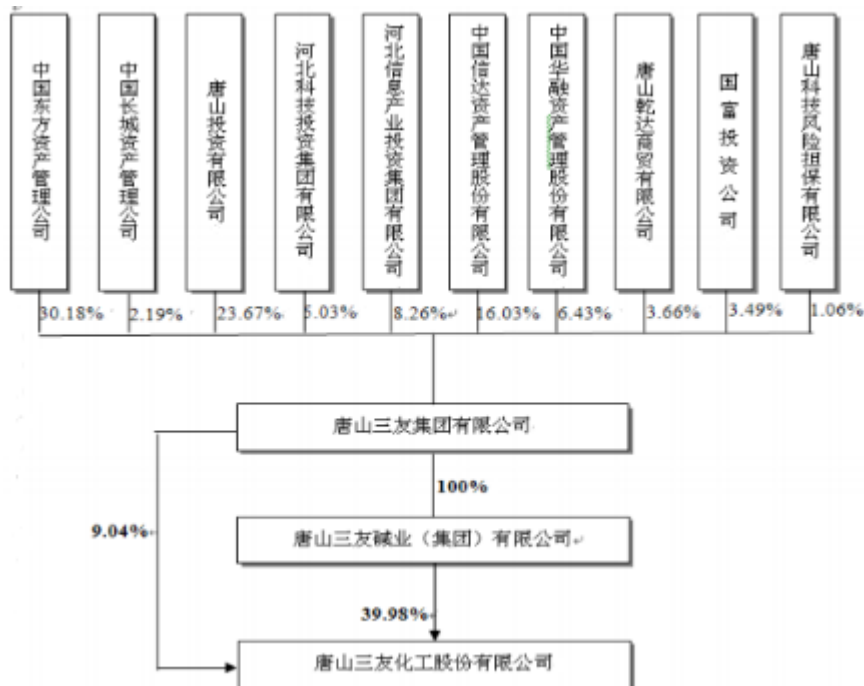 中国东方资产管理公司
中国长城资产管理公司
唐山投资有限公司
河北科技投资集团有限公司
河北信息产业投资集团有限公司
中国信达资产管理股份有限公司
中国华融资产管理股份有限公司
唐山乾达商贸有限公司
国富投资公司
唐山科技风险担保有限公司
30.18% 2.19% 23.67% 5.03% 8.26% 16.03% 6.43% 3.66% 3.49% 1.06%
唐山三友集团有限公司
100%
9.04%
唐山三友碱业（集团）有限公司
39.98%
唐山三友化工股份有限公司